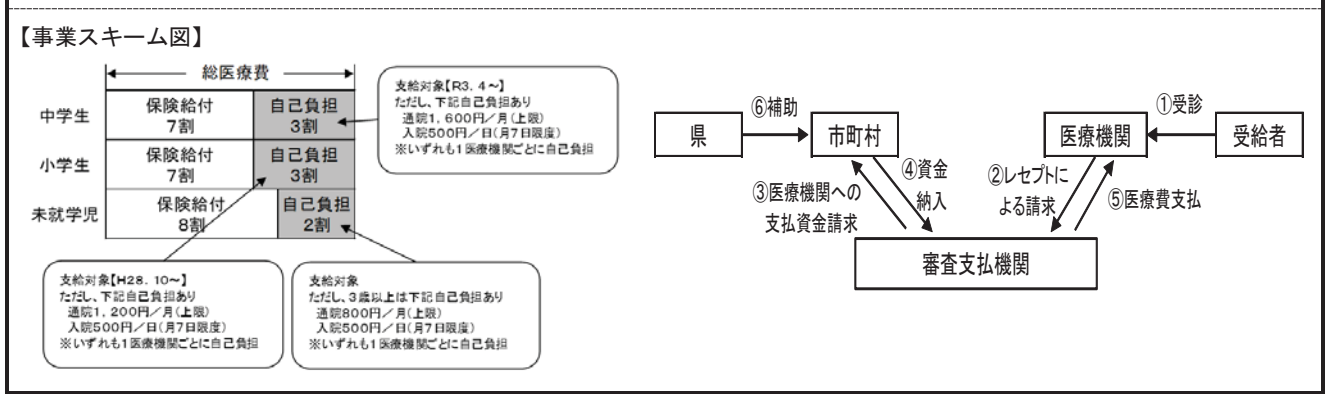 【事業スキーム図】
総医療費
中学生
保険給付
7割
自己負担
3割
小学生
保険給付
7割
自己負担
3割
未就学児
保険給付
8割
自己負担
2割
支給対象【R3.4～】
ただし、下記自己負担あり
通院1,600円／月(上限)
入院500円／日(月7日限度)
※いずれも1医療機関ごとに自己負担
支給対象【H28.10～】
ただし、下記自己負担あり
通院1,200円／月(上限)
入院500円／日(月7日限度)
※いずれも1医療機関ごとに自己負担
支給対象
ただし、3歳以上は下記自己負担あり
通院800円／月(上限)
入院500円／日(月7日限度)
※いずれも1医療機関ごとに自己負担
県
⑥補助
市町村
医療機関
①受診
受給者
③医療機関への
支払資金請求
④資金
納入
②レセプトに
よる請求
⑤医療費支払
審査支払機関